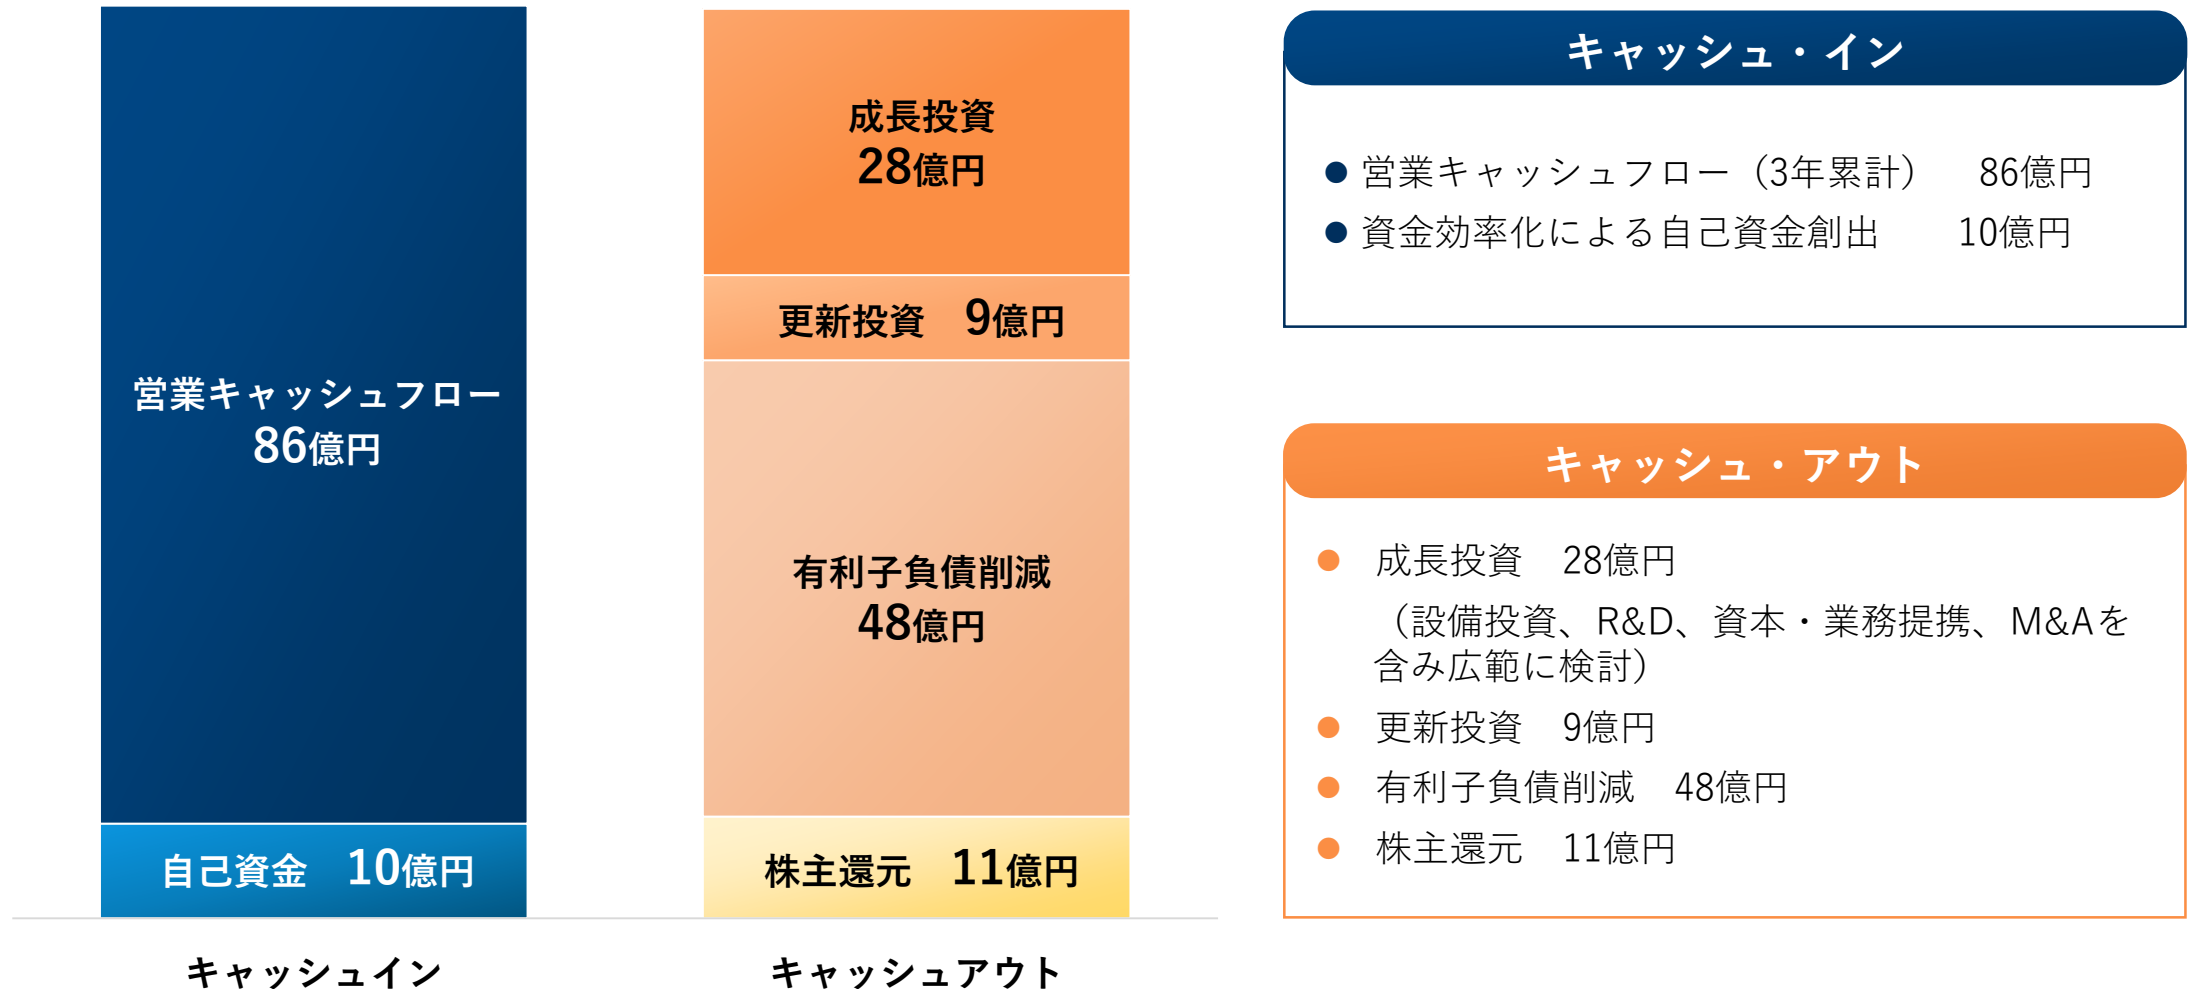 営業キャッシュフロー
86億円
自己資金　10億円
キャッシュイン
成長投資
28億円
更新投資　9億円
有利子負債削減
48億円
株主還元　11億円
キャッシュアウト
キャッシュ・イン
● 営業キャッシュフロー（3年累計）　86億円
● 資金効率化による自己資金創出　　10億円
キャッシュ・アウト
● 成長投資　28億円
（設備投資、R&D、資本・業務提携、M&Aを
含み広範に検討）
● 更新投資　9億円
● 有利子負債削減　48億円
● 株主還元　11億円